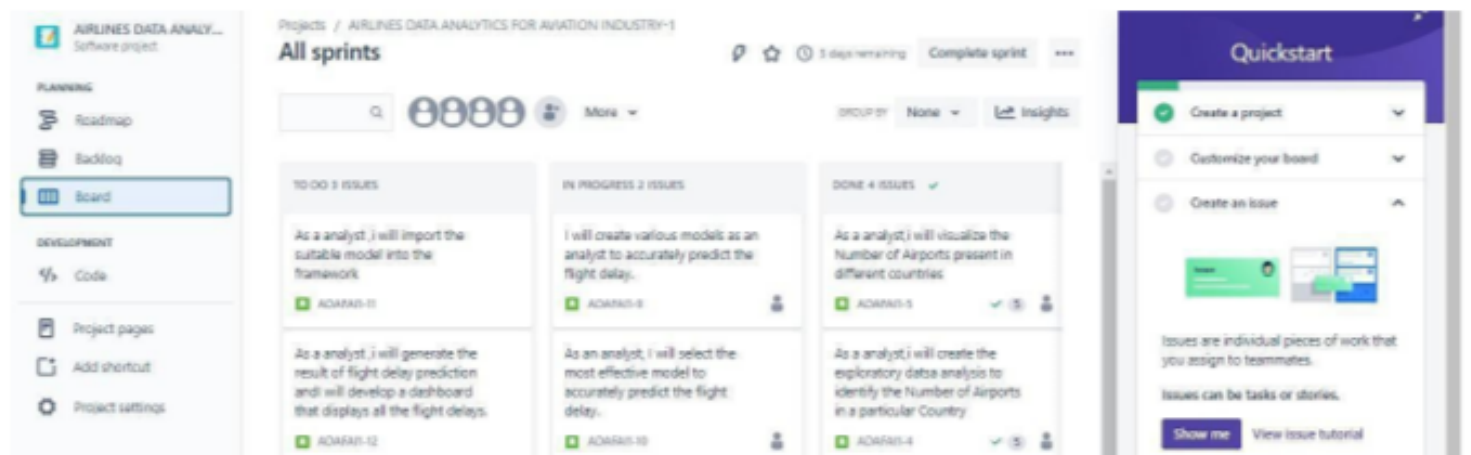 AIRLINES DATA ANALY...
Software project
PLANNING
Roadmap
Backlog
Board
DEVELOPMENT
Code
Project pages
Add shortcut
Project settings
Projects / AIRLINES DATA ANALYTICS FOR AVIATION INDUSTRY-1
All sprints
days remaining
Complete sprint
More
GROUP BY
None
Insights
TO DO 3 ISSUES
As a analyst ,i will import the
suitable model into the
framework
As a analyst ,i will generate the
result of flight delay prediction
andi will develop a dashboard
that displays all the flight delays.
IN PROGRESS 2 ISSUES
I will create various models as an
analyst to accurately predict the
flight delay.
As an analyst, I will select the
most effective model to
accurately predict the flight
delay.
DONE 4 ISSUES
As a analyst,i will visualize the
Number of Airports present in
different countries
5
As a analyst,i will create the
exploratory datsa analysis to
identify the Number of Airports
in a particular Country
5
Quickstart
Create a project
Customize your board
Create an issue
Issues are individual pieces of work that
you assign to teammates.
Issues can be tasks or stories.
Show me
View issue tutorial